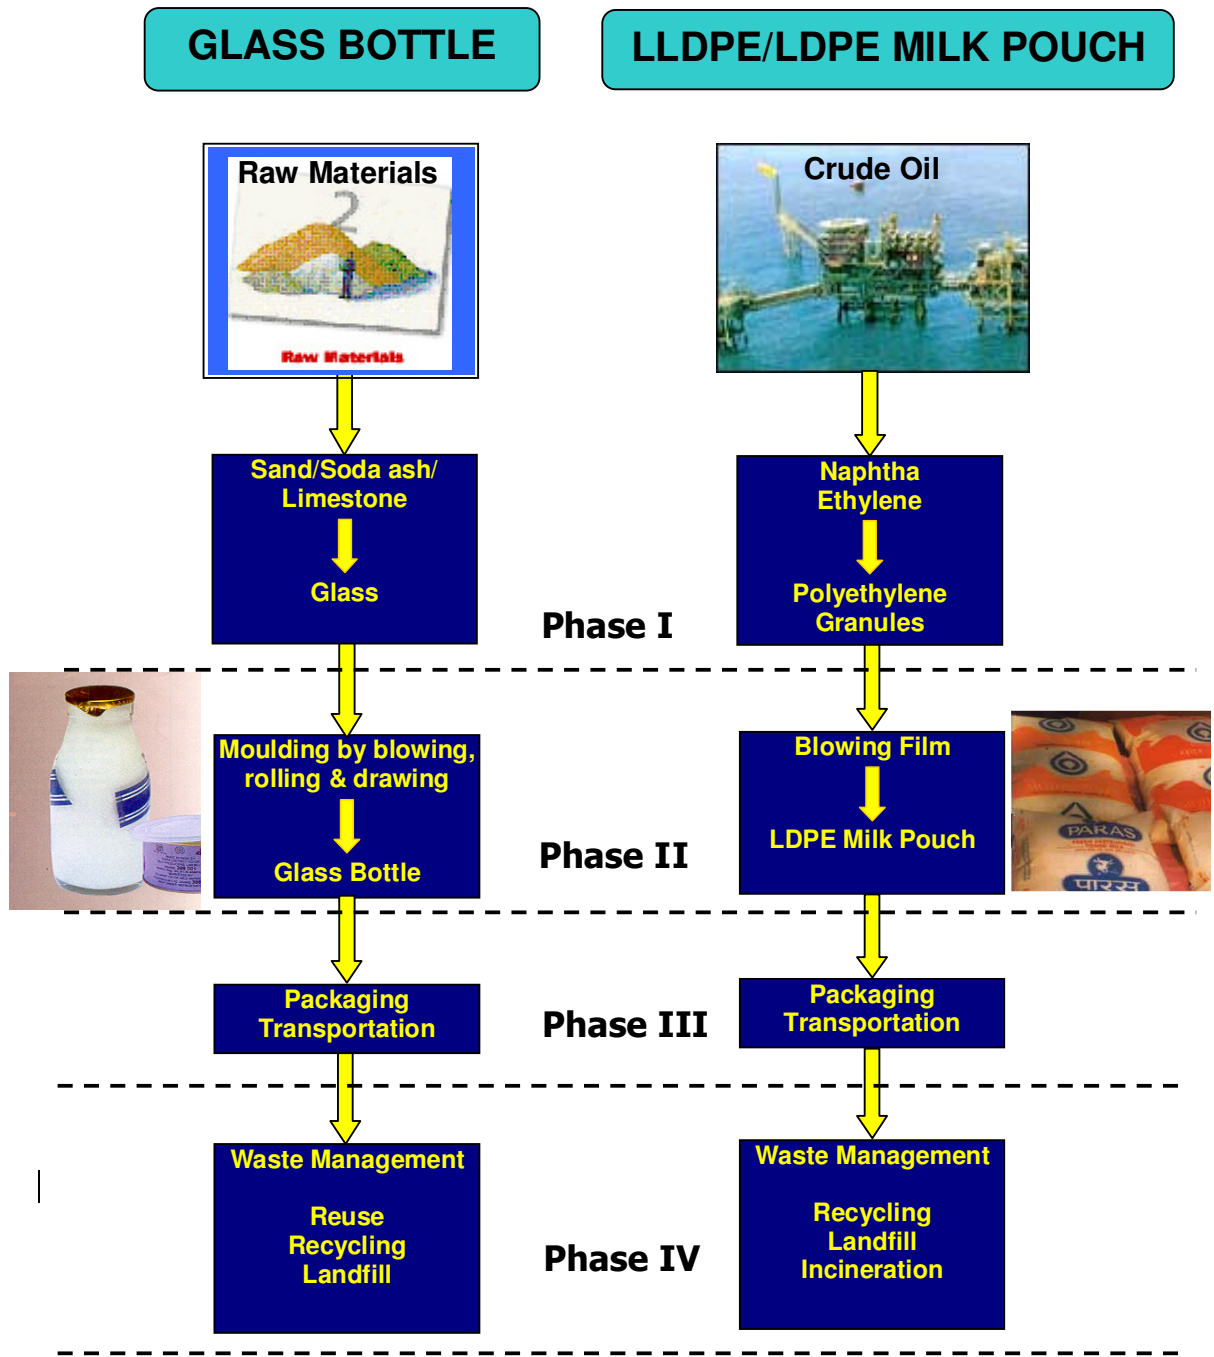 GLASS BOTTLE
LLDPE/LDPE MILK POUCH
Raw Materials
2
Raw Materials
Crude Oil
Sand/Soda ash/
Limestone
Glass
Naphtha
Ethylene
Polyethylene
Granules
Phase I
Moulding by blowing,
rolling & drawing
Glass Bottle
Blowing Film
LDPE Milk Pouch
Phase II
PARAS
पारस
Packaging
Transportation
Phase III
Packaging
Transportation
Waste Management
Reuse
Recycling
Landfill
Phase IV
Waste Management
Recycling
Landfill
Incineration